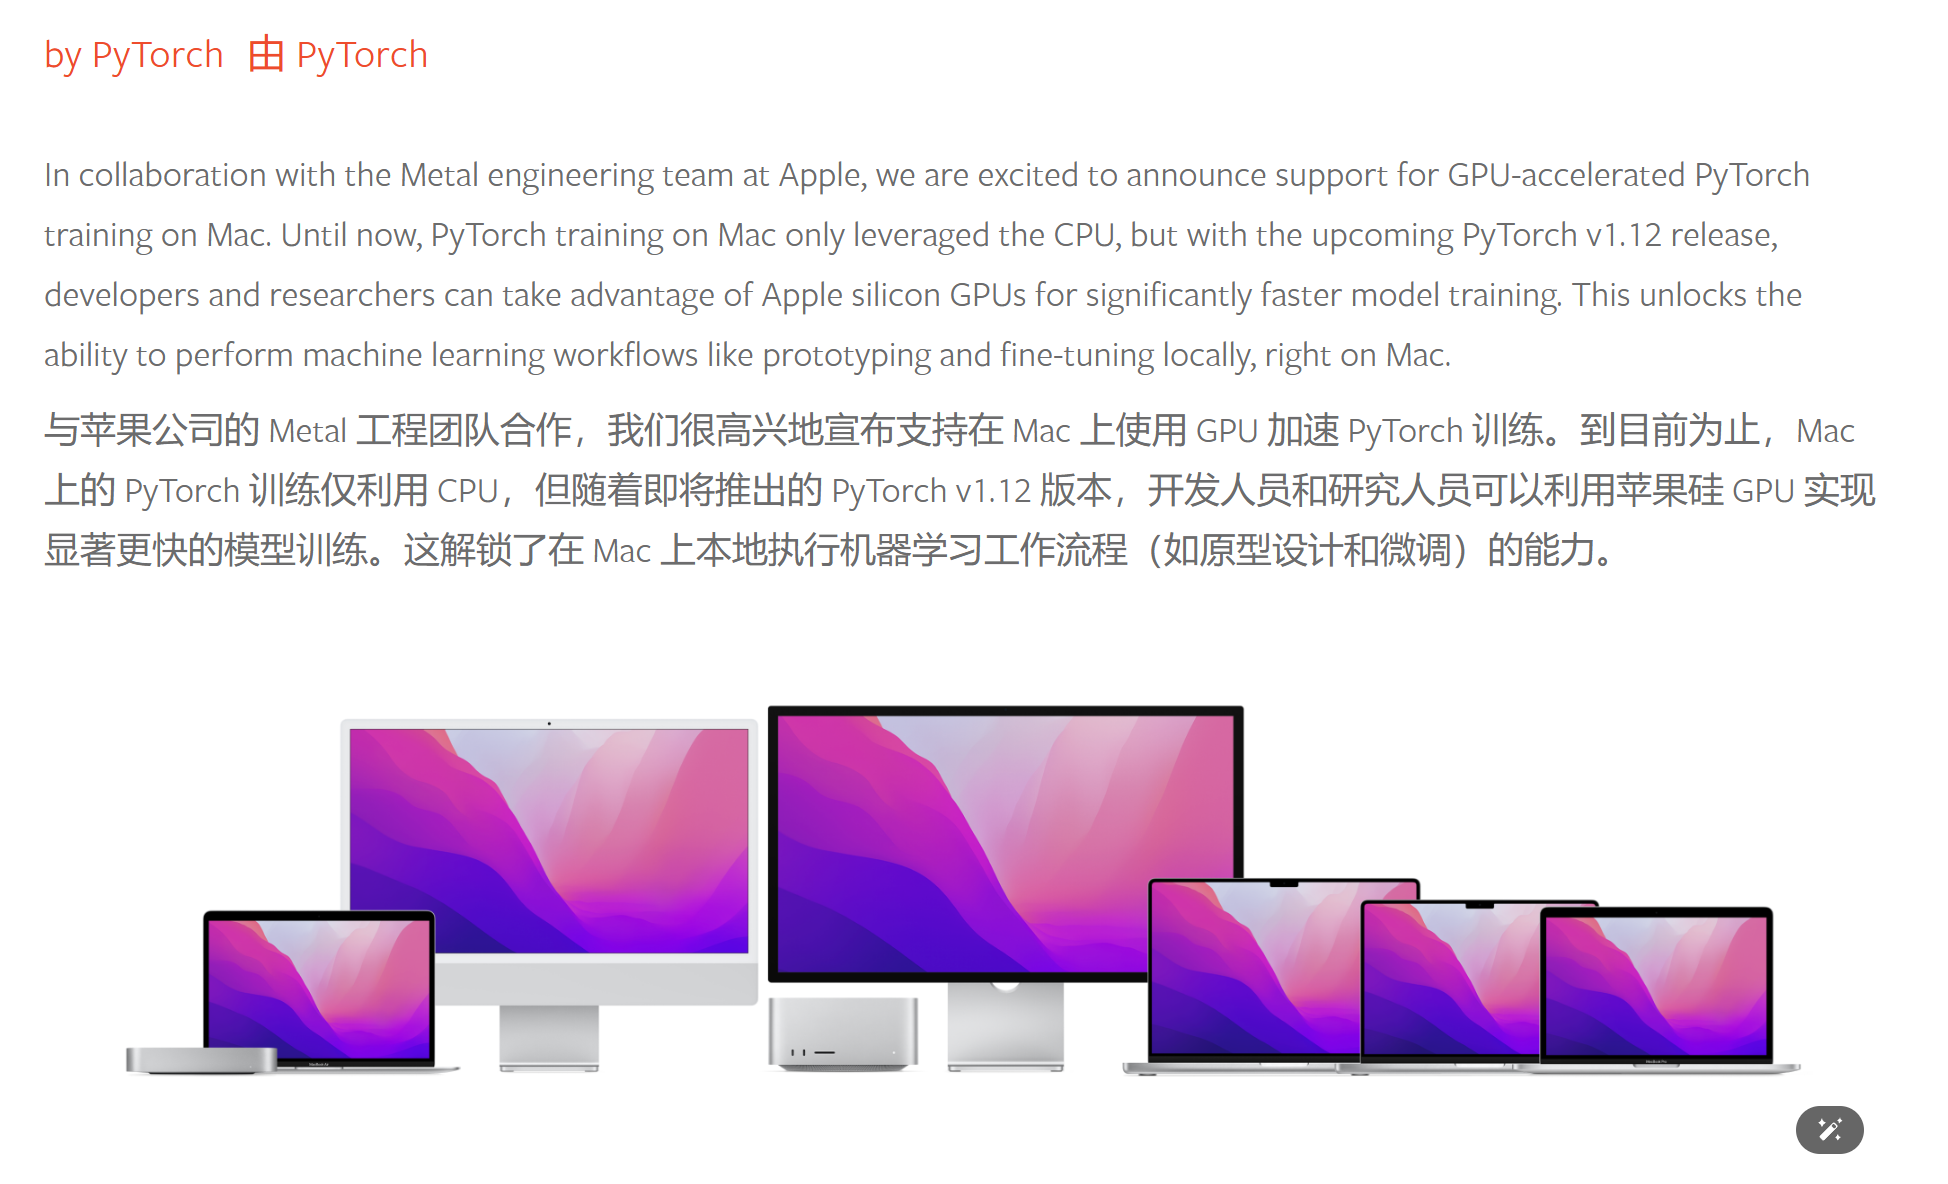 by PyTorch 由 PyTorch
In collaboration with the Metal engineering team at Apple, we are excited to announce support for GPU-accelerated PyTorch
training on Mac. Until now, PyTorch training on Mac only leveraged the CPU, but with the upcoming PyTorch v1.12 release,
developers and researchers can take advantage of Apple silicon GPUs for significantly faster model training. This unlocks the
ability to perform machine learning workflows like prototyping and fine-tuning locally, right on Mac.
与苹果公司的 Metal 工程团队合作，我们很高兴地宣布支持在 Mac 上使用 GPU 加速 PyTorch 训练。到目前为止，Mac
上的 PyTorch 训练仅利用 CPU，但随着即将推出的 PyTorch v1.12 版本，开发人员和研究人员可以利用苹果硅 GPU 实现
显著更快的模型训练。这解锁了在 Mac 上本地执行机器学习工作流程（如原型设计和微调）的能力。
MacBook Air
MacBook Pro